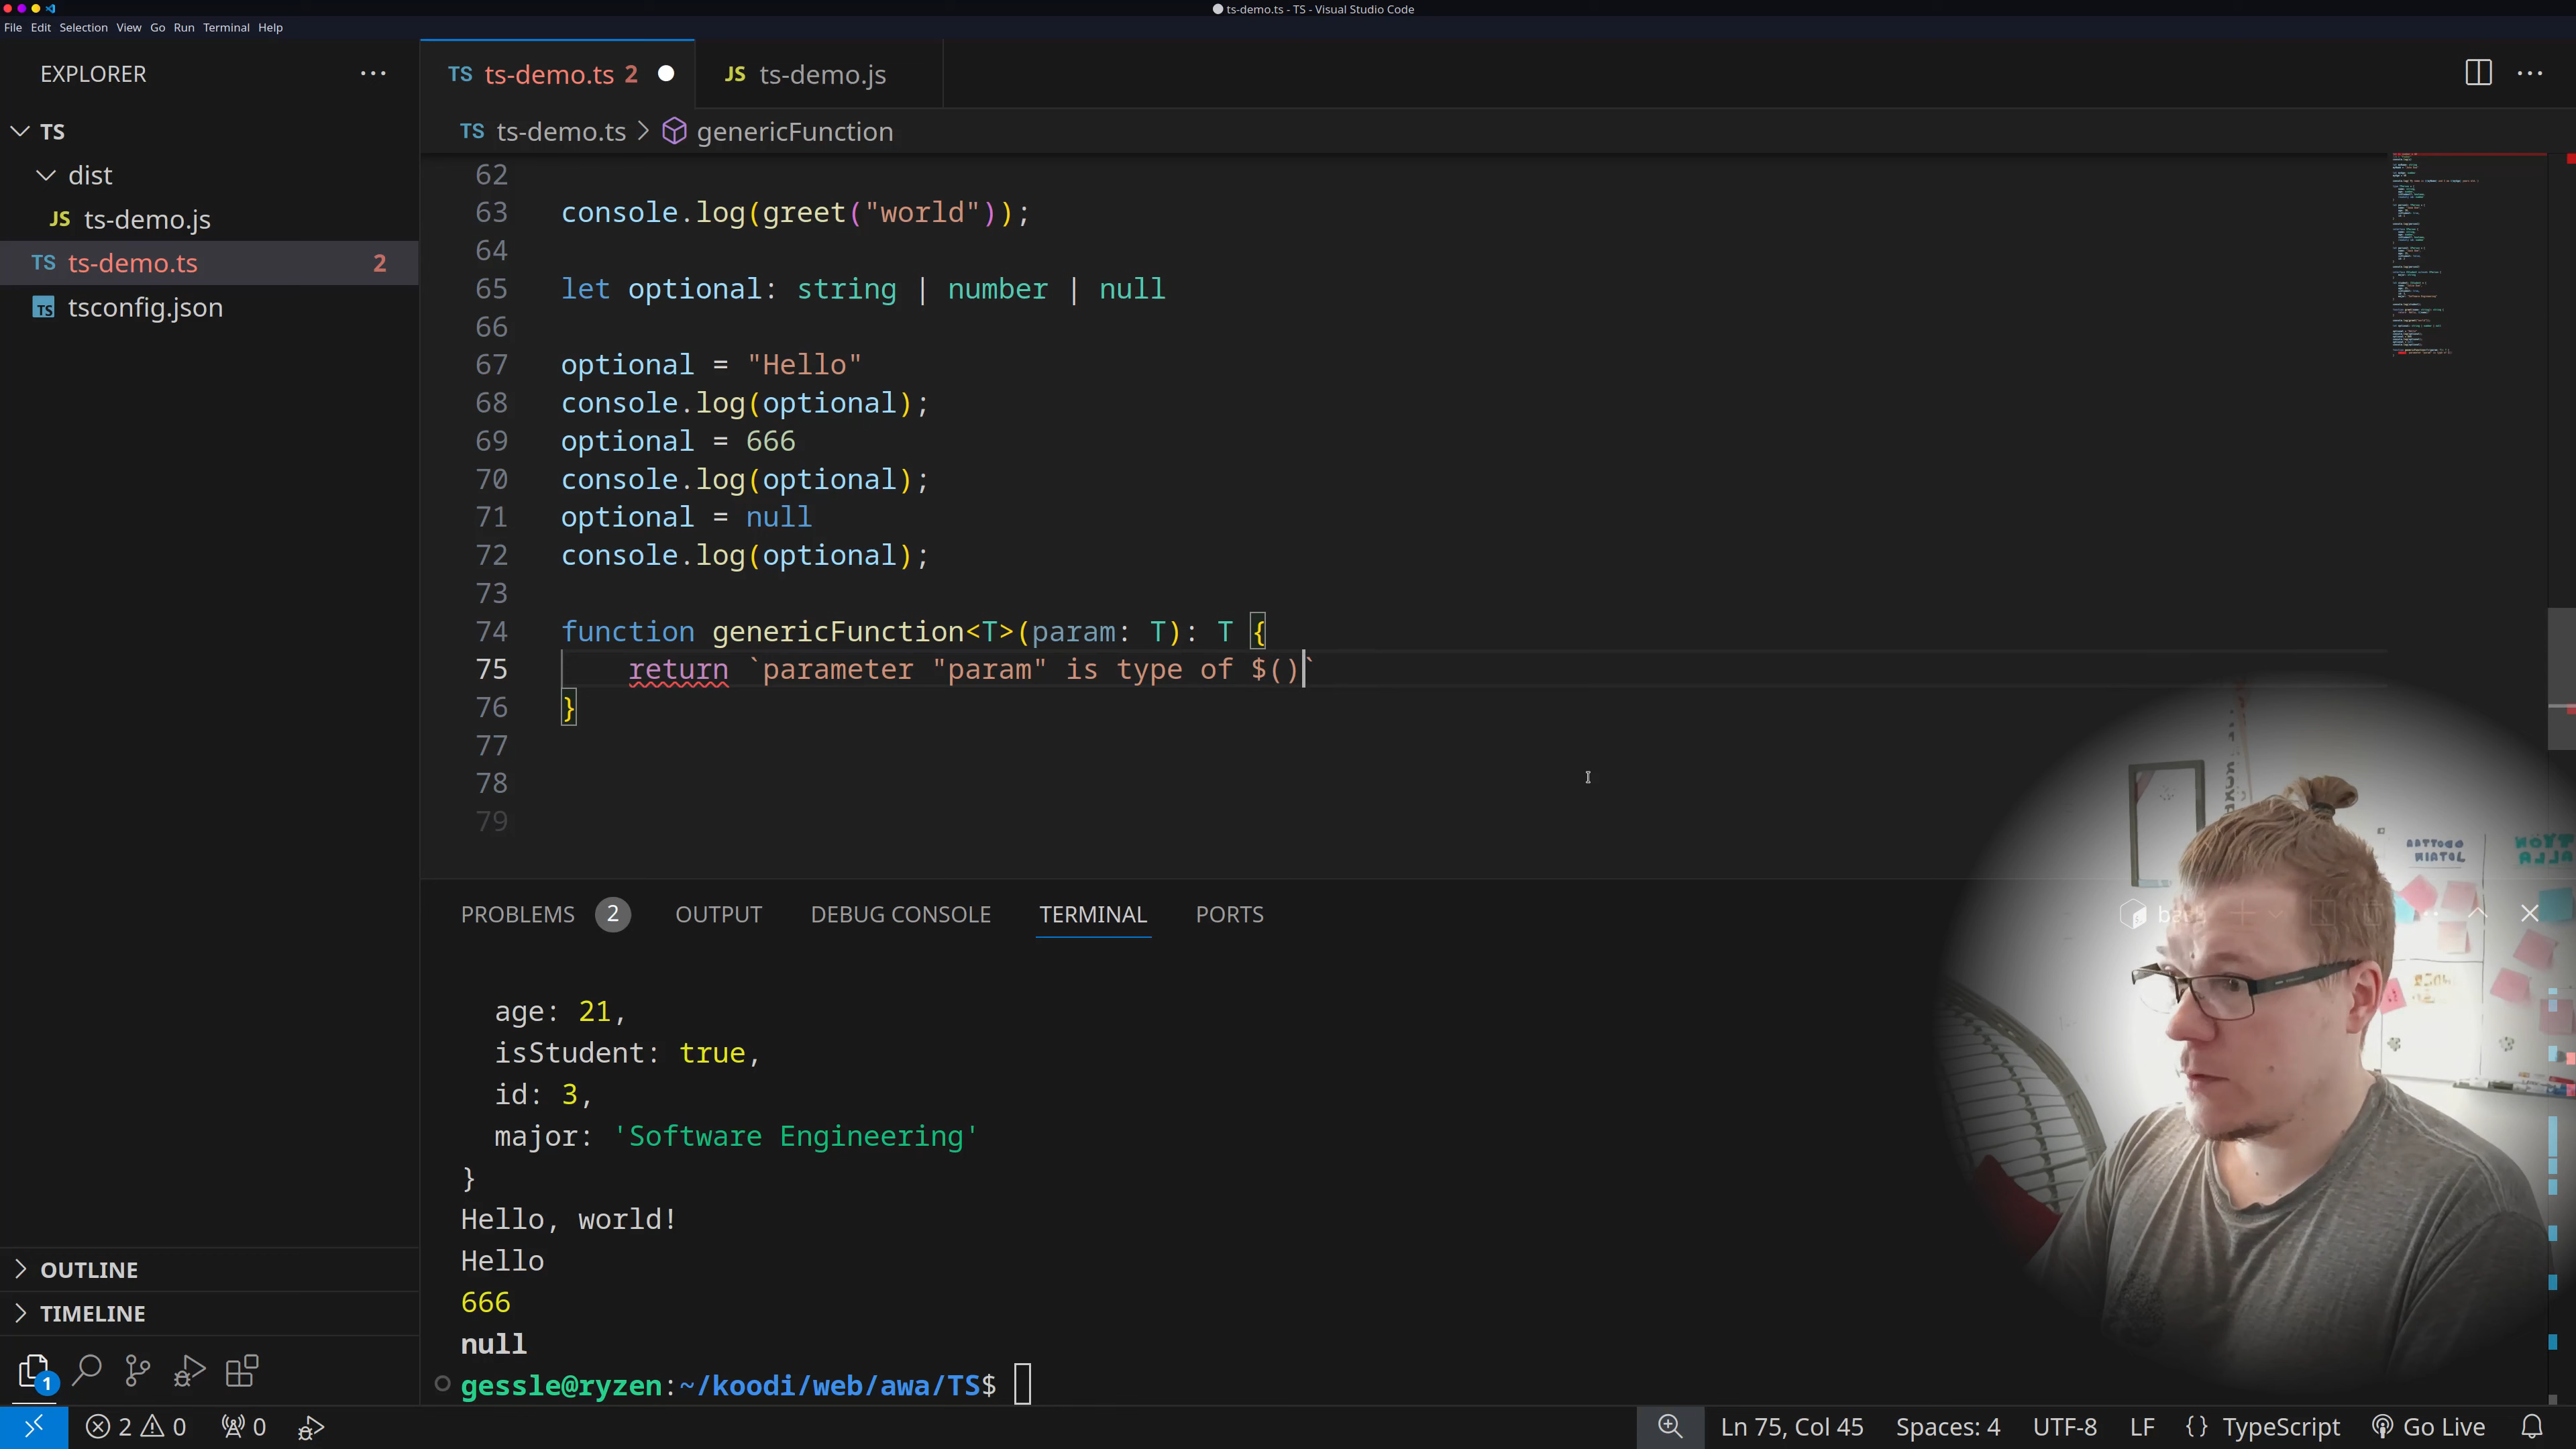 ts-demo.ts - TS - Visual Studio Code
File Edit Selection View Go Run Terminal Help
EXPLORER
TS
dist
JS ts-demo.js
TS ts-demo.ts 2
TS tsconfig.json
OUTLINE
TIMELINE
1
TS ts-demo.ts 2
JS ts-demo.js
TS ts-demo.ts > genericFunction
62
63 console.log(greet("world"));
64
65 let optional: string | number | null
66
67 optional = "Hello"
68 console.log(optional);
69 optional = 666
70 console.log(optional);
71 optional = null
72 console.log(optional);
73
74 function genericFunction<T>(param: T): T {
75 return `parameter "param" is type of $()`
76 }
77
78
79
PROBLEMS 2 OUTPUT DEBUG CONSOLE TERMINAL PORTS
age: 21,
isStudent: true,
id: 3,
major: 'Software Engineering'
}
Hello, world!
Hello
666
null
gessle@ryzen:~/koodi/web/awa/TS$
2 0 0 Ln 75, Col 45 Spaces: 4 UTF-8 LF {} TypeScript Go Live